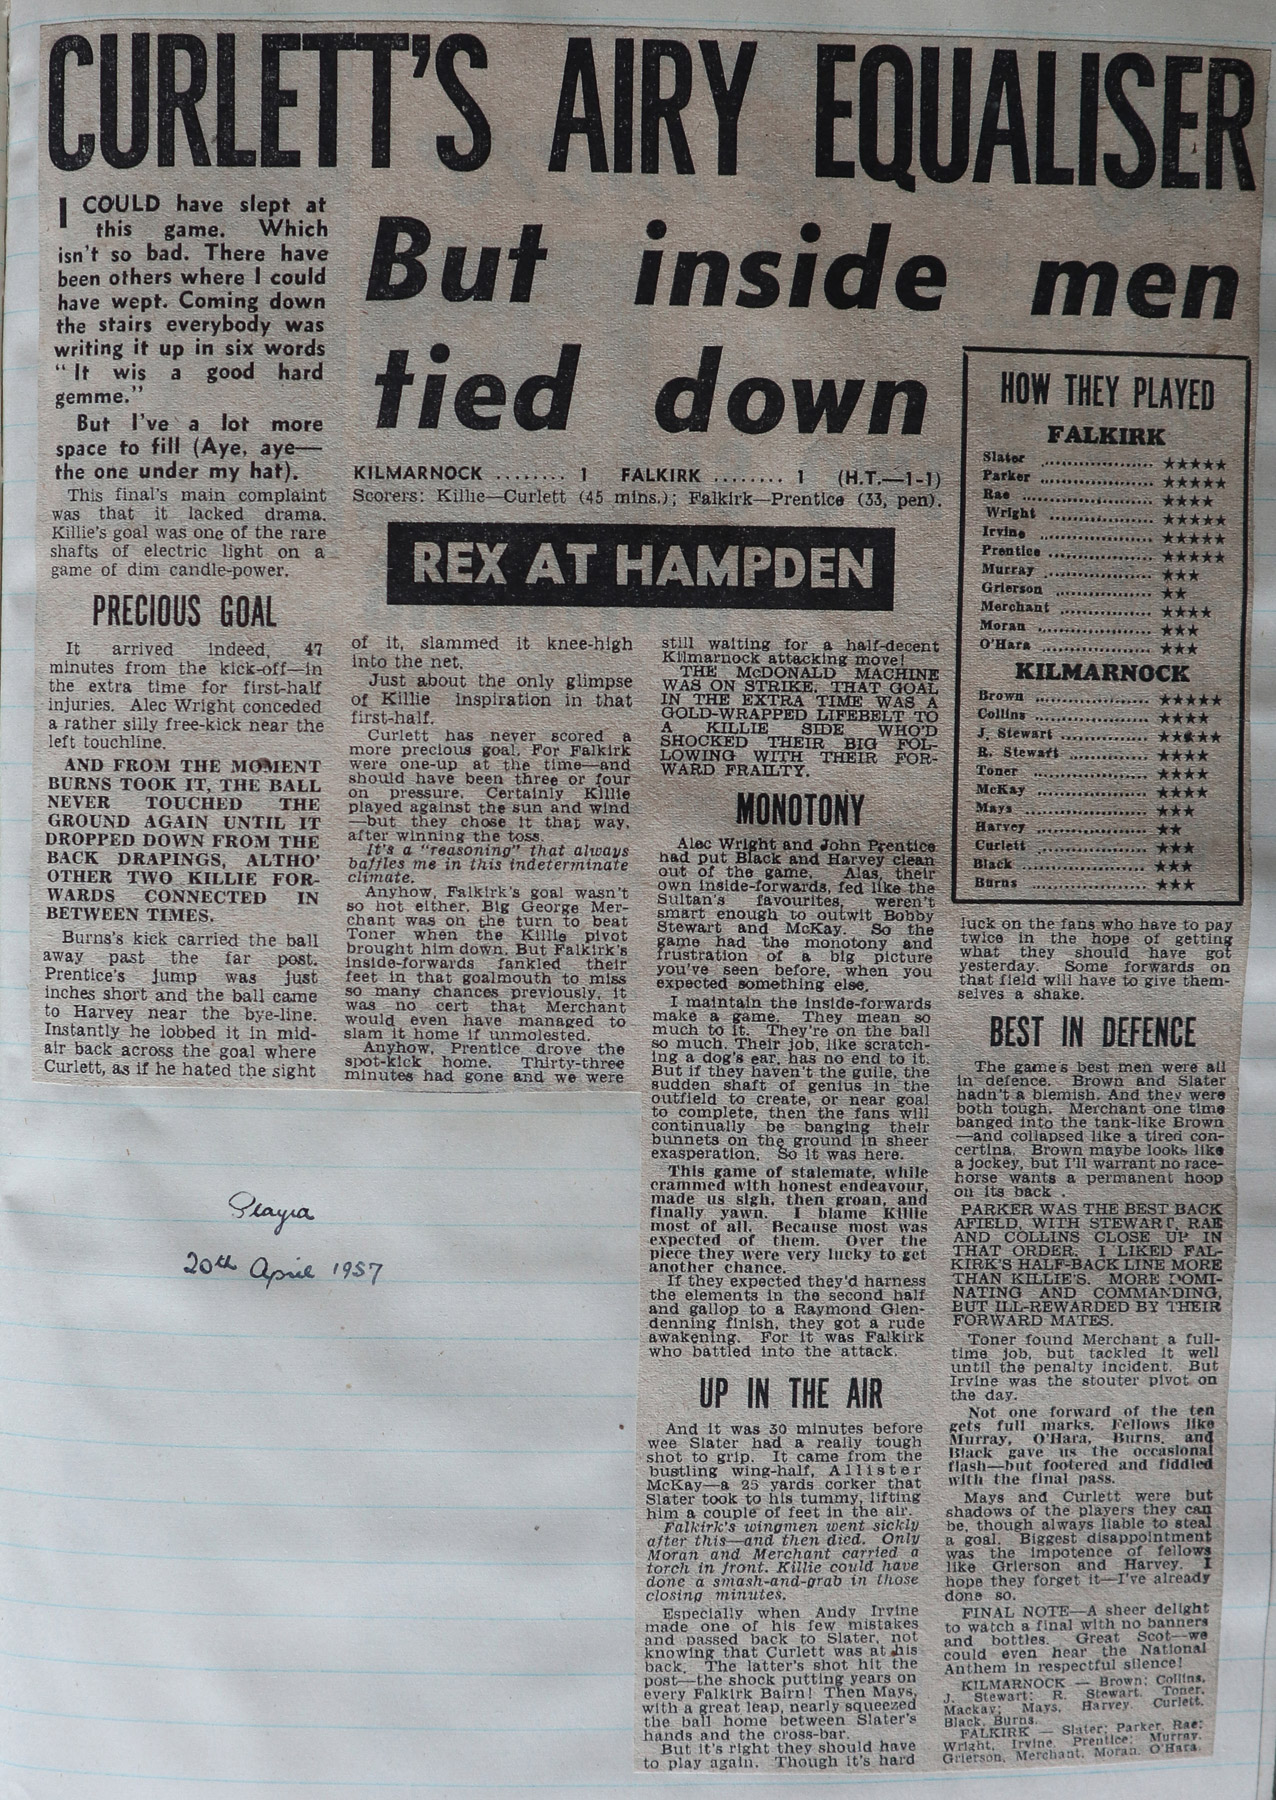 CURLETT'S AIRY EQUALISER
But inside men
tied down
I COULD have slept at
this game. Which
isn't so bad. There have
been others where I could
have wept. Coming down
the stairs everybody was
writing it up in six words
"It wis a good hard
gemme."
But I've a lot more
space to fill (Aye, aye—
the one under my hat).
This final's main complaint
was that it lacked drama.
Killie's goal was one of the rare
shafts of electric light on a
game of dim candle-power.
PRECIOUS GOAL
It arrived indeed, 47
minutes from the kick-off—in
the extra time for first-half
injuries. Alec Wright conceded
a rather silly free-kick near the
left touchline.
AND FROM THE MOMENT
BURNS TOOK IT, THE BALL
NEVER TOUCHED THE
GROUND AGAIN UNTIL IT
DROPPED DOWN FROM THE
BACK DRAPINGS, ALTHO'
OTHER TWO KILLIE FOR-
WARDS CONNECTED IN
BETWEEN TIMES.
Burns's kick carried the ball
away past the far post.
Prentice's jump was just
inches short and the ball came
to Harvey near the bye-line.
Instantly he lobbed it in mid-
air back across the goal where
Curlett, as if he hated the sight
KILMARNOCK ........ 1 FALKIRK ........ 1 (H.T.—1-1)
Scorers: Killie—Curlett (45 mins.); Falkirk—Prentice (33, pen).
REX AT HAMPDEN
of it, slammed it knee-high
into the net.
Just about the only glimpse
of Killie inspiration in that
first-half.
Curlett has never scored a
more precious goal. For Falkirk
were one-up at the time—and
should have been three or four
on pressure. Certainly Killie
played against the sun and wind
—but they chose it that way,
after winning the toss.
It's a "reasoning" that always
baffles me in this indeterminate
climate.
Anyhow, Falkirk's goal wasn't
so hot either. Big George Mer-
chant was on the turn to beat
Toner when the Killie pivot
brought him down. But Falkirk's
inside-forwards fankled their
feet in that goalmouth to miss
so many chances previously, it
was no cert that Merchant
would even have managed to
slam it home if unmolested.
Anyhow, Prentice drove the
spot-kick home. Thirty-three
minutes had gone and we were
still waiting for a half-decent
Kilmarnock attacking move!
THE McDONALD MACHINE
WAS ON STRIKE. THAT GOAL
IN THE EXTRA TIME WAS A
GOLD-WRAPPED LIFEBELT TO
A KILLIE SIDE WHO'D
SHOCKED THEIR BIG FOL-
LOWING WITH THEIR FOR-
WARD FRAILTY.
MONOTONY
Alec Wright and John Prentice
had put Black and Harvey clean
out of the game. Alas, their
own inside-forwards, fed like the
Sultan's favourites, weren't
smart enough to outwit Bobby
Stewart and McKay. So the
game had the monotony and
frustration of a big picture
you've seen before, when you
expected something else.
I maintain the inside-forwards
make a game. They mean so
much to it. They're on the ball
so much. Their job, like scratch-
ing a dog's ear, has no end to it.
But if they haven't the guile, the
sudden shaft of genius in the
outfield to create, or near goal
to complete, then the fans will
continually be banging their
bunnets on the ground in sheer
exasperation. So it was here.
This game of stalemate, while
crammed with honest endeavour,
made us sigh, then groan, and
finally yawn. I blame Killie
most of all. Because most was
expected of them. Over the
piece they were very lucky to get
another chance.
If they expected they'd harness
the elements in the second half
and gallop to a Raymond Glen-
denning finish, they got a rude
awakening. For it was Falkirk
who battled into the attack.
UP IN THE AIR
And it was 30 minutes before
wee Slater had a really tough
shot to grip. It came from the
bustling wing-half, Allister
McKay—a 25 yards corker that
Slater took to his tummy, lifting
him a couple of feet in the air.
Falkirk's wingmen went sickly
after this—and then died. Only
Moran and Merchant carried a
torch in front. Killie could have
done a smash-and-grab in those
closing minutes.
Especially when Andy Irvine
made one of his few mistakes
and passed back to Slater, not
knowing that Curlett was at his
back. The latter's shot hit the
post—the shock putting years on
every Falkirk Bairn! Then Mays,
with a great leap, nearly squeezed
the ball home between Slater's
hands and the cross-bar.
But it's right they should have
to play again. Though it's hard
HOW THEY PLAYED
FALKIRK
Slater .................... ★★★★★
Parker .................... ★★★★★
Rae .................... ★★★★
Wright .................... ★★★★★
Irvine .................... ★★★★★
Prentice .................... ★★★★★
Murray .................... ★★★
Grierson .................... ★★
Merchant .................... ★★★★
Moran .................... ★★★
O'Hara .................... ★★★
KILMARNOCK
Brown .................... ★★★★★
Collins .................... ★★★★
J. Stewart .................... ★★★★★
R. Stewart .................... ★★★★
Toner .................... ★★★★
McKay .................... ★★★★
Mays .................... ★★★
Harvey .................... ★★
Curlett .................... ★★★
Black .................... ★★★
Burns .................... ★★★
luck on the fans who have to pay
twice in the hope of getting
what they should have got
yesterday. Some forwards on
that field will have to give them-
selves a shake.
BEST IN DEFENCE
The game's best men were all
in defence. Brown and Slater
hadn't a blemish. And they were
both tough. Merchant one time
banged into the tank-like Brown
—and collapsed like a tired con-
certina. Brown maybe looks like
a jockey, but I'll warrant no race-
horse wants a permanent hoop
on its back .
PARKER WAS THE BEST BACK
AFIELD, WITH STEWART, RAE
AND COLLINS CLOSE UP IN
THAT ORDER. I LIKED FAL-
KIRK'S HALF-BACK LINE MORE
THAN KILLIE'S. MORE DOMI-
NATING AND COMMANDING,
BUT ILL-REWARDED BY THEIR
FORWARD MATES.
Toner found Merchant a full-
time job, but tackled it well
until the penalty incident. But
Irvine was the stouter pivot on
the day.
Not one forward of the ten
gets full marks. Fellows like
Murray, O'Hara, Burns, and
Black gave us the occasional
flash—but footered and fiddled
with the final pass.
Mays and Curlett were but
shadows of the players they can
be, though always liable to steal
a goal. Biggest disappointment
was the impotence of fellows
like Grierson and Harvey. I
hope they forget it—I've already
done so.
FINAL NOTE—A sheer delight
to watch a final with no banners
and bottles. Great Scot—we
could even hear the National
Anthem in respectful silence!
KILMARNOCK — Brown; Collins,
J. Stewart; R. Stewart, Toner,
Mackay; Mays, Harvey, Curlett,
Black, Burns.
FALKIRK — Slater; Parker, Rae;
Wright, Irvine, Prentice; Murray,
Grierson, Merchant, Moran, O'Hara.
20th April 1957